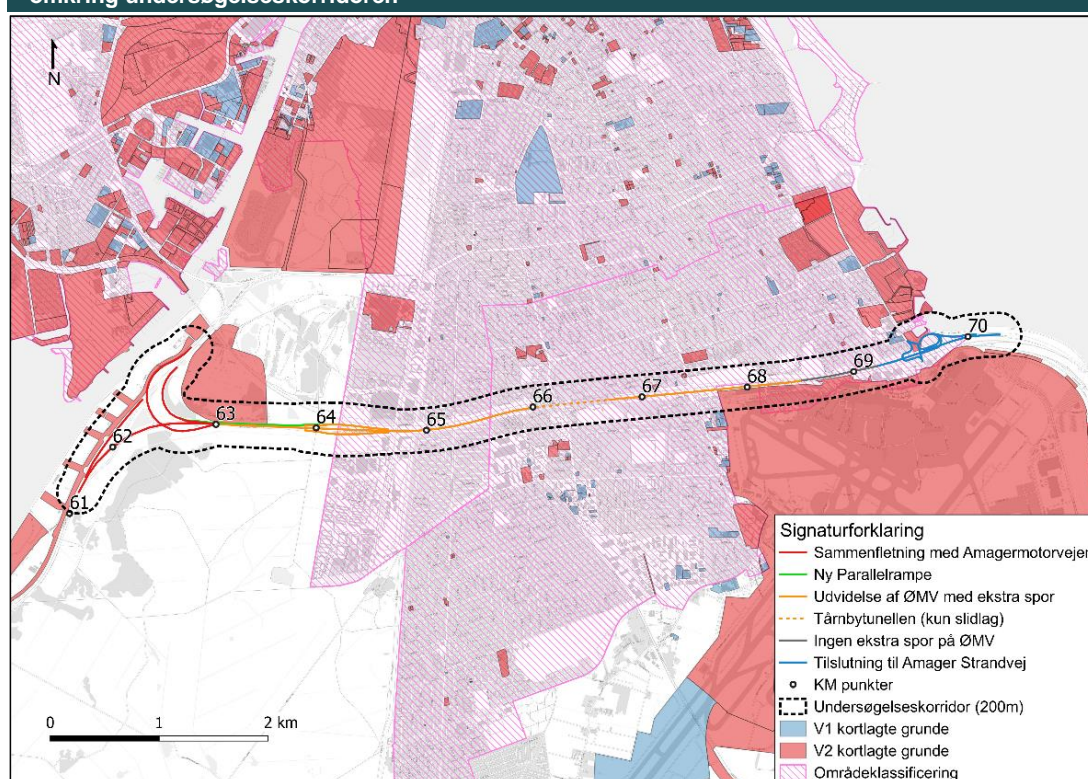 omkring undersøgelseskorridoren
N
70
69
68
67
66
65
64
63
62
61
0 1 2 km
Signaturforklaring
Sammenfletning med Amagermotorvejen
Ny Parallelrampe
Udvidelse af ØMV med ekstra spor
Tårnbytunellen (kun slidlag)
Ingen ekstra spor på ØMV
Tilslutning til Amager Strandvej
KM punkter
Undersøgelseskorridor (200m)
V1 kortlagte grunde
V2 kortlagte grunde
Områdeklassificering